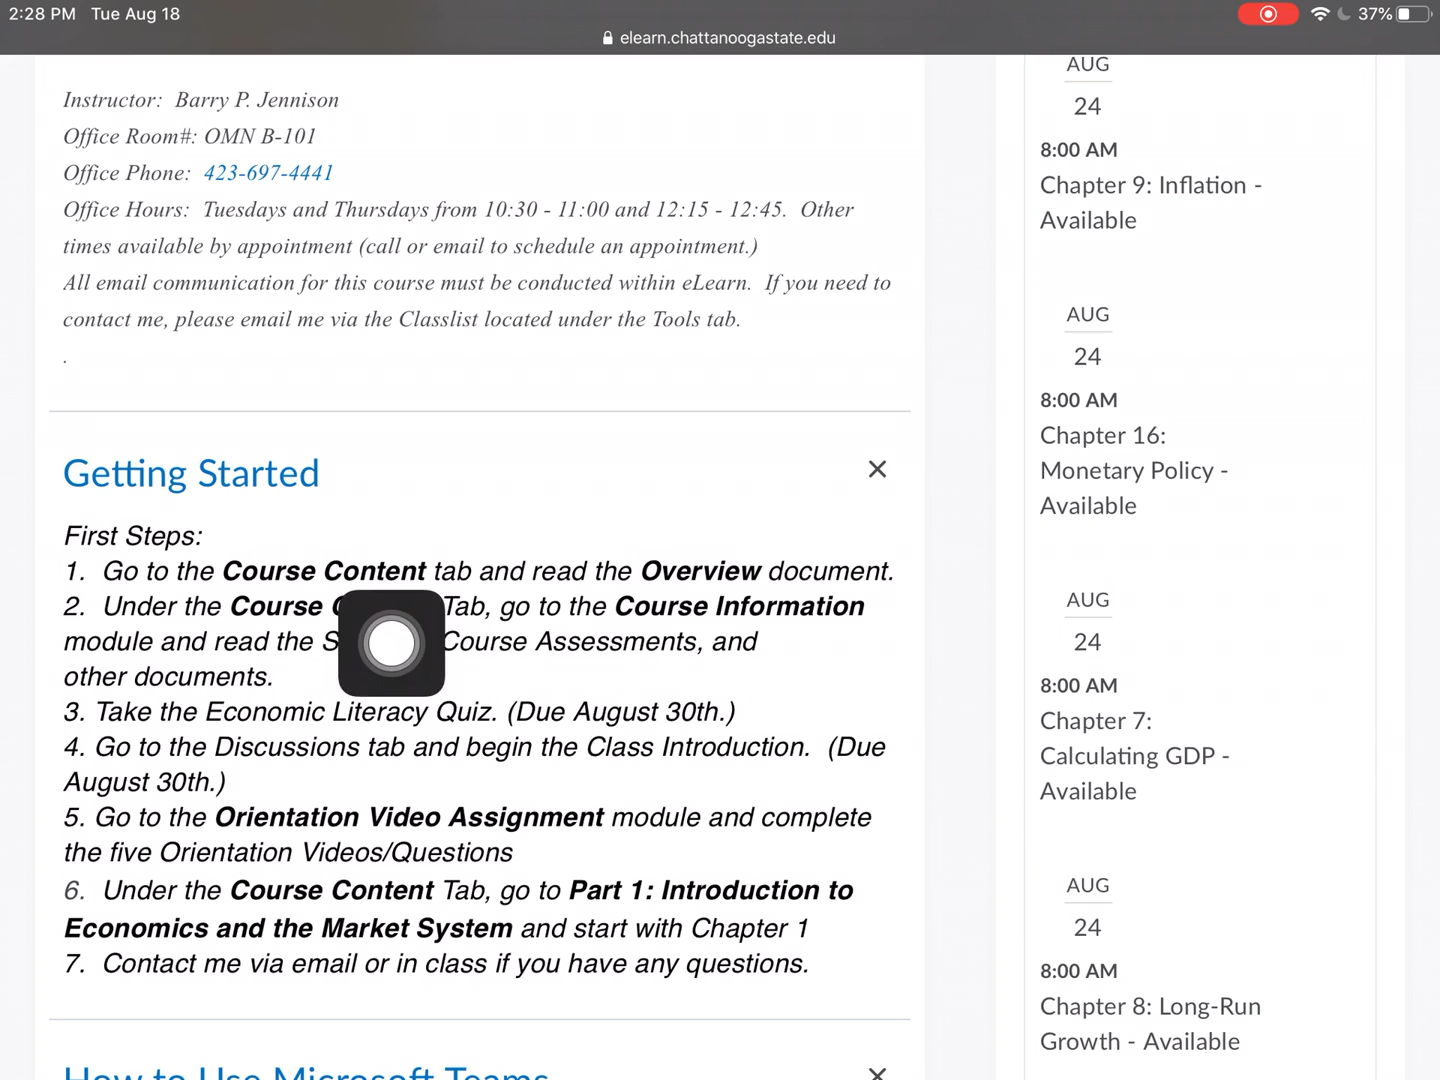 2:28 PM Tue Aug 18
37%
elearn.chattanoogastate.edu
Instructor: Barry P. Jennison
Office Room#: OMN B-101
Office Phone: 423-697-4441
Office Hours: Tuesdays and Thursdays from 10:30 - 11:00 and 12:15 - 12:45. Other
times available by appointment (call or email to schedule an appointment.)
All email communication for this course must be conducted within eLearn. If you need to
contact me, please email me via the Classlist located under the Tools tab.
.
Getting Started
First Steps:
1. Go to the Course Content tab and read the Overview document.
2. Under the Course Tab, go to the Course Information
module and read the Course Assessments, and
other documents.
3. Take the Economic Literacy Quiz. (Due August 30th.)
4. Go to the Discussions tab and begin the Class Introduction. (Due
August 30th.)
5. Go to the Orientation Video Assignment module and complete
the five Orientation Videos/Questions
6. Under the Course Content Tab, go to Part 1: Introduction to
Economics and the Market System and start with Chapter 1
7. Contact me via email or in class if you have any questions.
How to Use Microsoft Teams
AUG
24
8:00 AM
Chapter 9: Inflation -
Available
AUG
24
8:00 AM
Chapter 16:
Monetary Policy -
Available
AUG
24
8:00 AM
Chapter 7:
Calculating GDP -
Available
AUG
24
8:00 AM
Chapter 8: Long-Run
Growth - Available